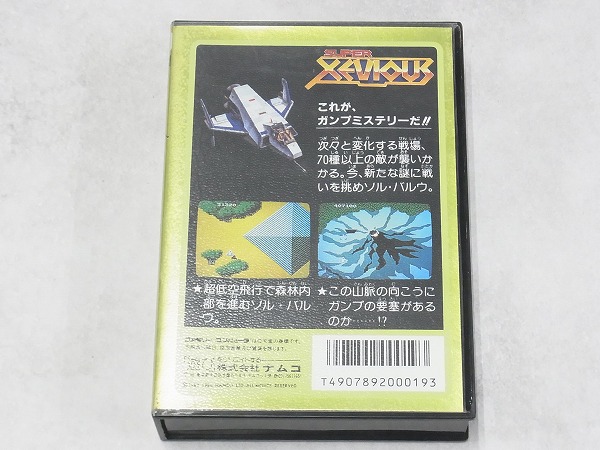 SUPER
XEVIOUS
これが、
ガンプミステリーだ!!
次々と変化する戦場、
70種以上の敵が襲いか
かる。今、新たな謎に戦
いを挑めソル・バルウ。
31320
407100
★超低空飛行で森林内
部を進むソル・バル
ウ。
★この山脈の向こうに
ガンプの要塞がある
のか……!?
株式会社ナムコ
T4907892000193